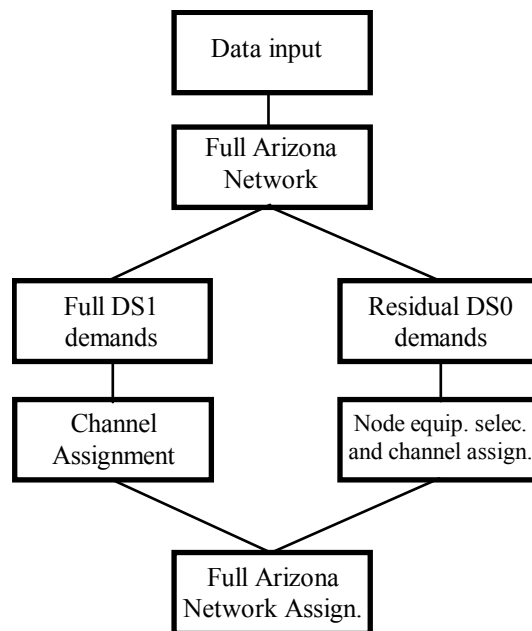 Data input
Full Arizona
Network
Full DS1
demands
Residual DS0
demands
Channel
Assignment
Node equip. selec.
and channel assign.
Full Arizona
Network Assign.